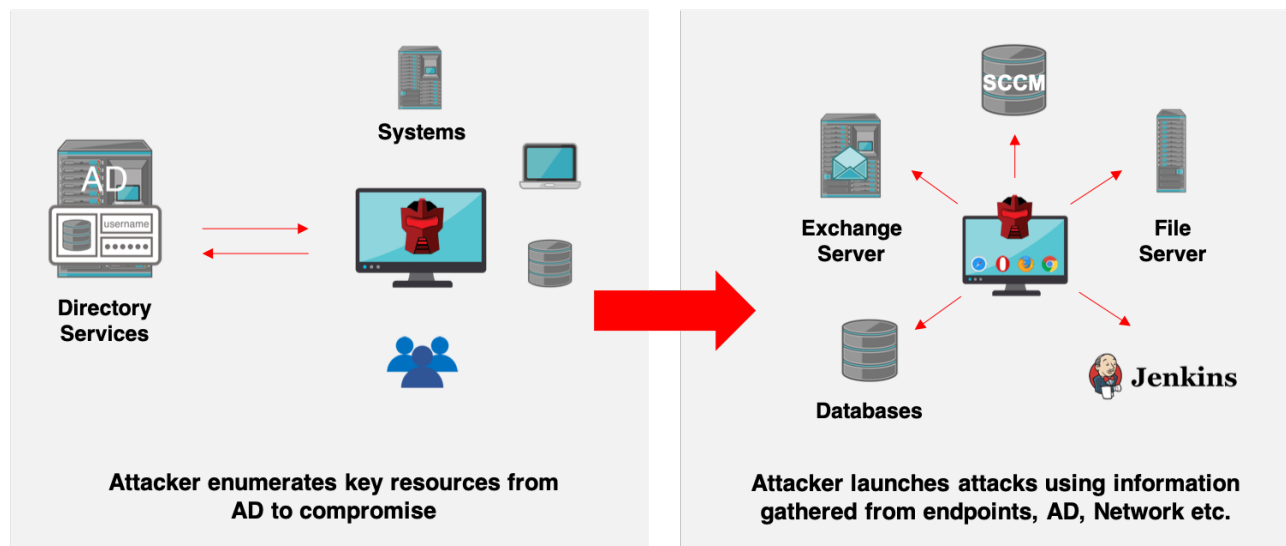 Systems
AD
username
Directory
Services
Attacker enumerates key resources from
AD to compromise
SCCM
Exchange
Server
File
Server
Databases
Jenkins
Attacker launches attacks using information
gathered from endpoints, AD, Network etc.